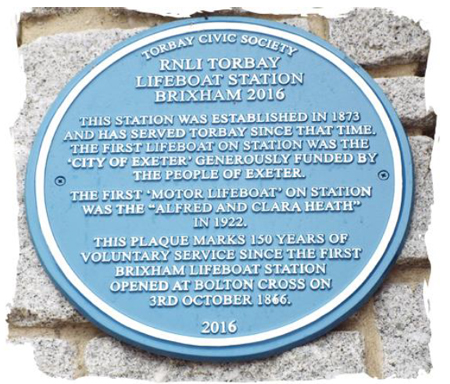 TORBAY CIVIC SOCIETY
RNLI TORBAY
LIFEBOAT STATION
BRIXHAM 2016
THIS STATION WAS ESTABLISHED IN 1873
AND HAS SERVED TORBAY SINCE THAT TIME.
THE FIRST LIFEBOAT ON STATION WAS THE
'CITY OF EXETER' GENEROUSLY FUNDED BY
THE PEOPLE OF EXETER.
THE FIRST 'MOTOR LIFEBOAT' ON STATION
WAS THE "ALFRED AND CLARA HEATH"
IN 1922.
THIS PLAQUE MARKS 150 YEARS OF
VOLUNTARY SERVICE SINCE THE FIRST
BRIXHAM LIFEBOAT STATION
OPENED AT BOLTON CROSS ON
3RD OCTOBER 1866.
2016